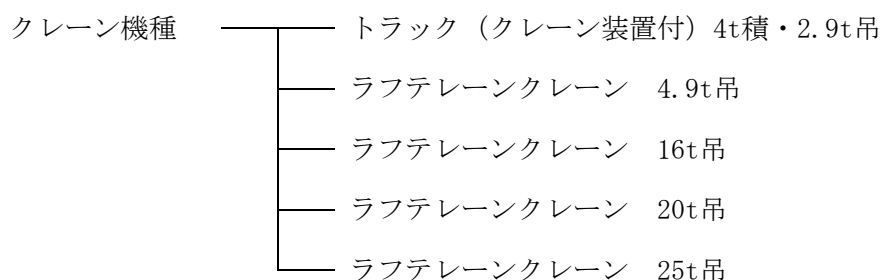 クレーン機種 トラック（クレーン装置付）4t積・2.9t吊
ラフテレーンクレーン 4.9t吊
ラフテレーンクレーン 16t吊
ラフテレーンクレーン 20t吊
ラフテレーンクレーン 25t吊